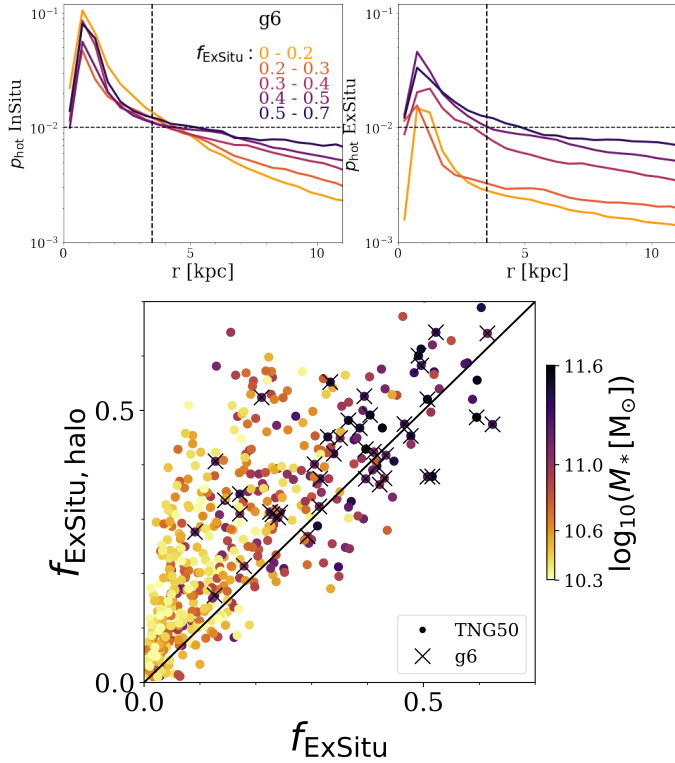 g6
f_ExSitu : 0 - 0.2
0.2 - 0.3
0.3 - 0.4
0.4 - 0.5
0.5 - 0.7
10⁻¹
10⁻²
10⁻³
p_hot InSitu
0
5
10
r [kpc]
10⁻¹
10⁻²
10⁻³
p_hot ExSitu
0
5
10
r [kpc]
0.5
0.0
f_ExSitu, halo
0.0
0.5
f_ExSitu
TNG50
g6
11.6
11.0
10.6
10.3
log₁₀(M_*[M_⊙])